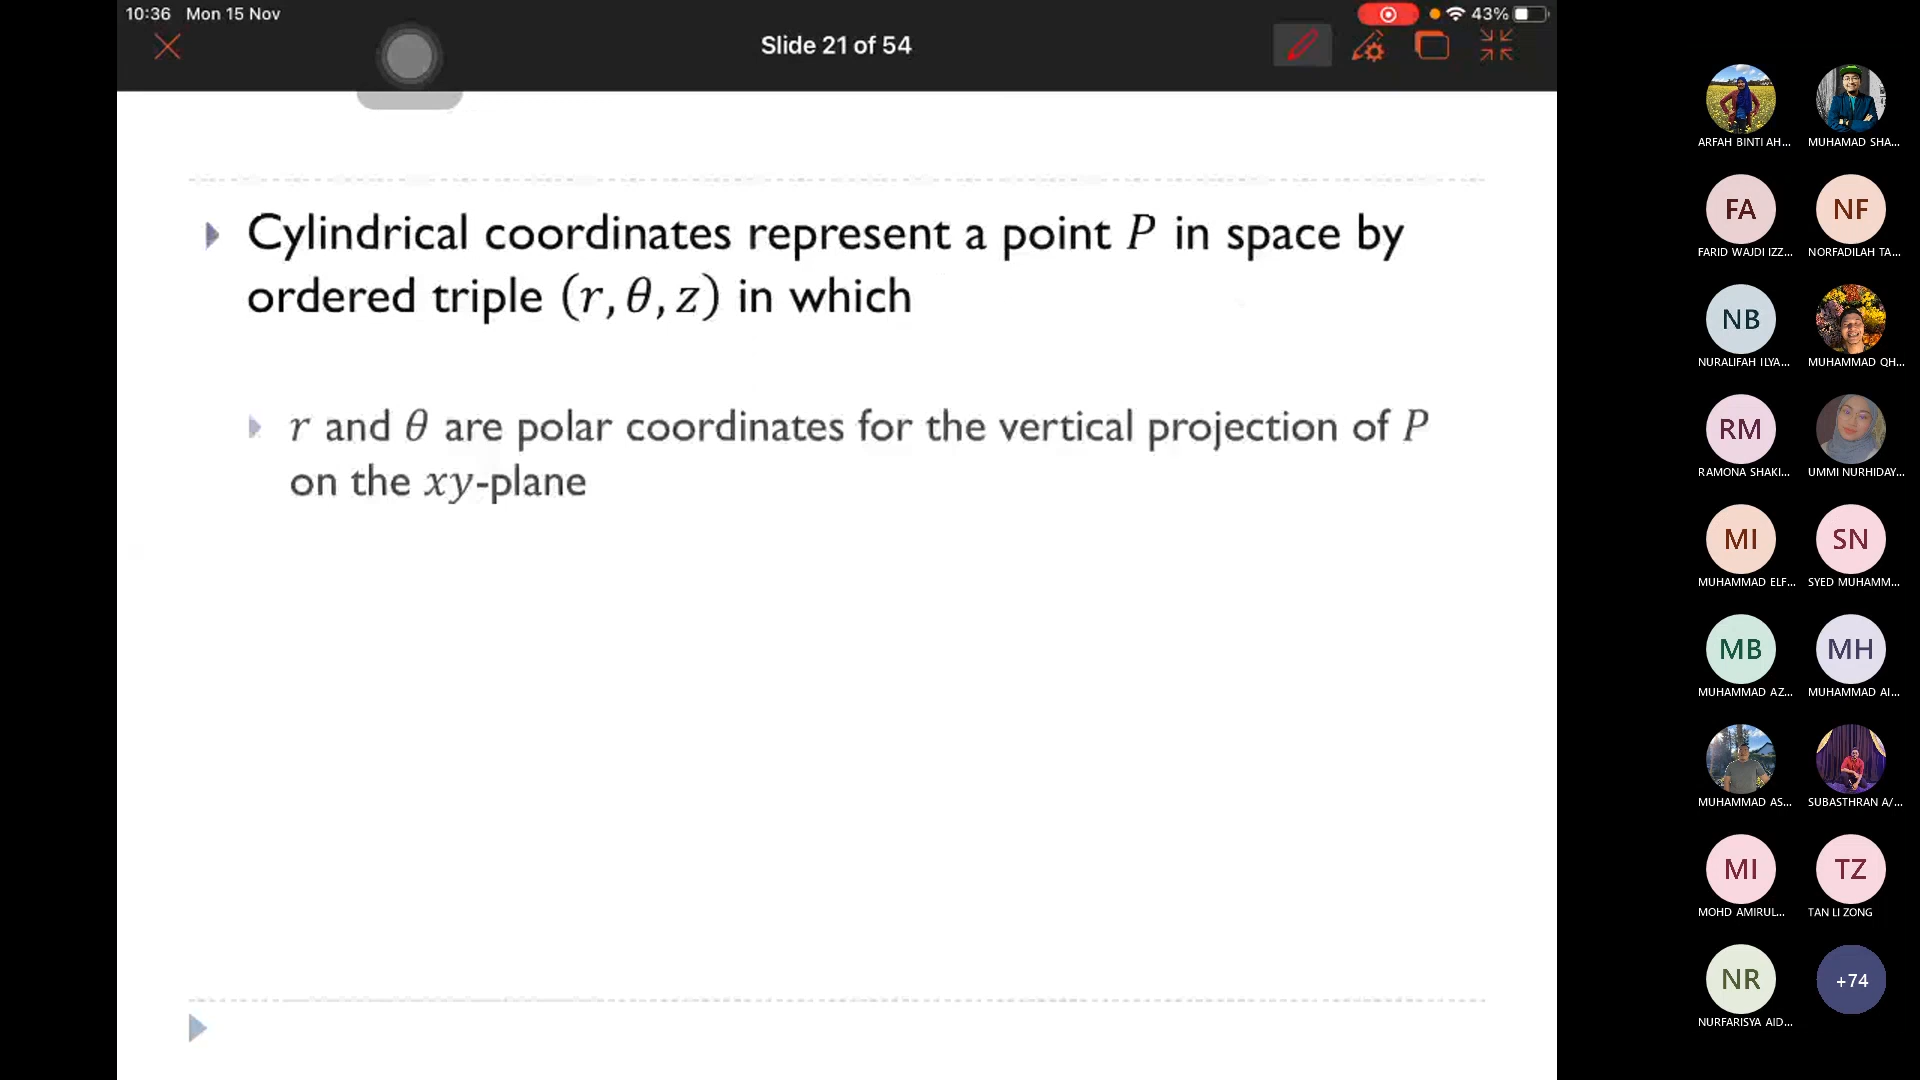 10:36 Mon 15 Nov
43%
Slide 21 of 54
Cylindrical coordinates represent a point P in space by
ordered triple (r, θ, z) in which
r and θ are polar coordinates for the vertical projection of P
on the xy-plane
ARFAH BINTI AH...
MUHAMAD SHA...
FA
NF
FARID WAJDI IZZ...
NORFADILAH TA...
NB
NURALIFAH ILYA...
MUHAMMAD QH...
RM
RAMONA SHAKI...
UMMI NURHIDAY...
MI
SN
MUHAMMAD ELF...
SYED MUHAMM...
MB
MH
MUHAMMAD AZ...
MUHAMMAD AI...
MUHAMMAD AS...
SUBASTHRAN A/...
MI
TZ
MOHD AMIRUL...
TAN LI ZONG
NR
+74
NURFARISYA AID...